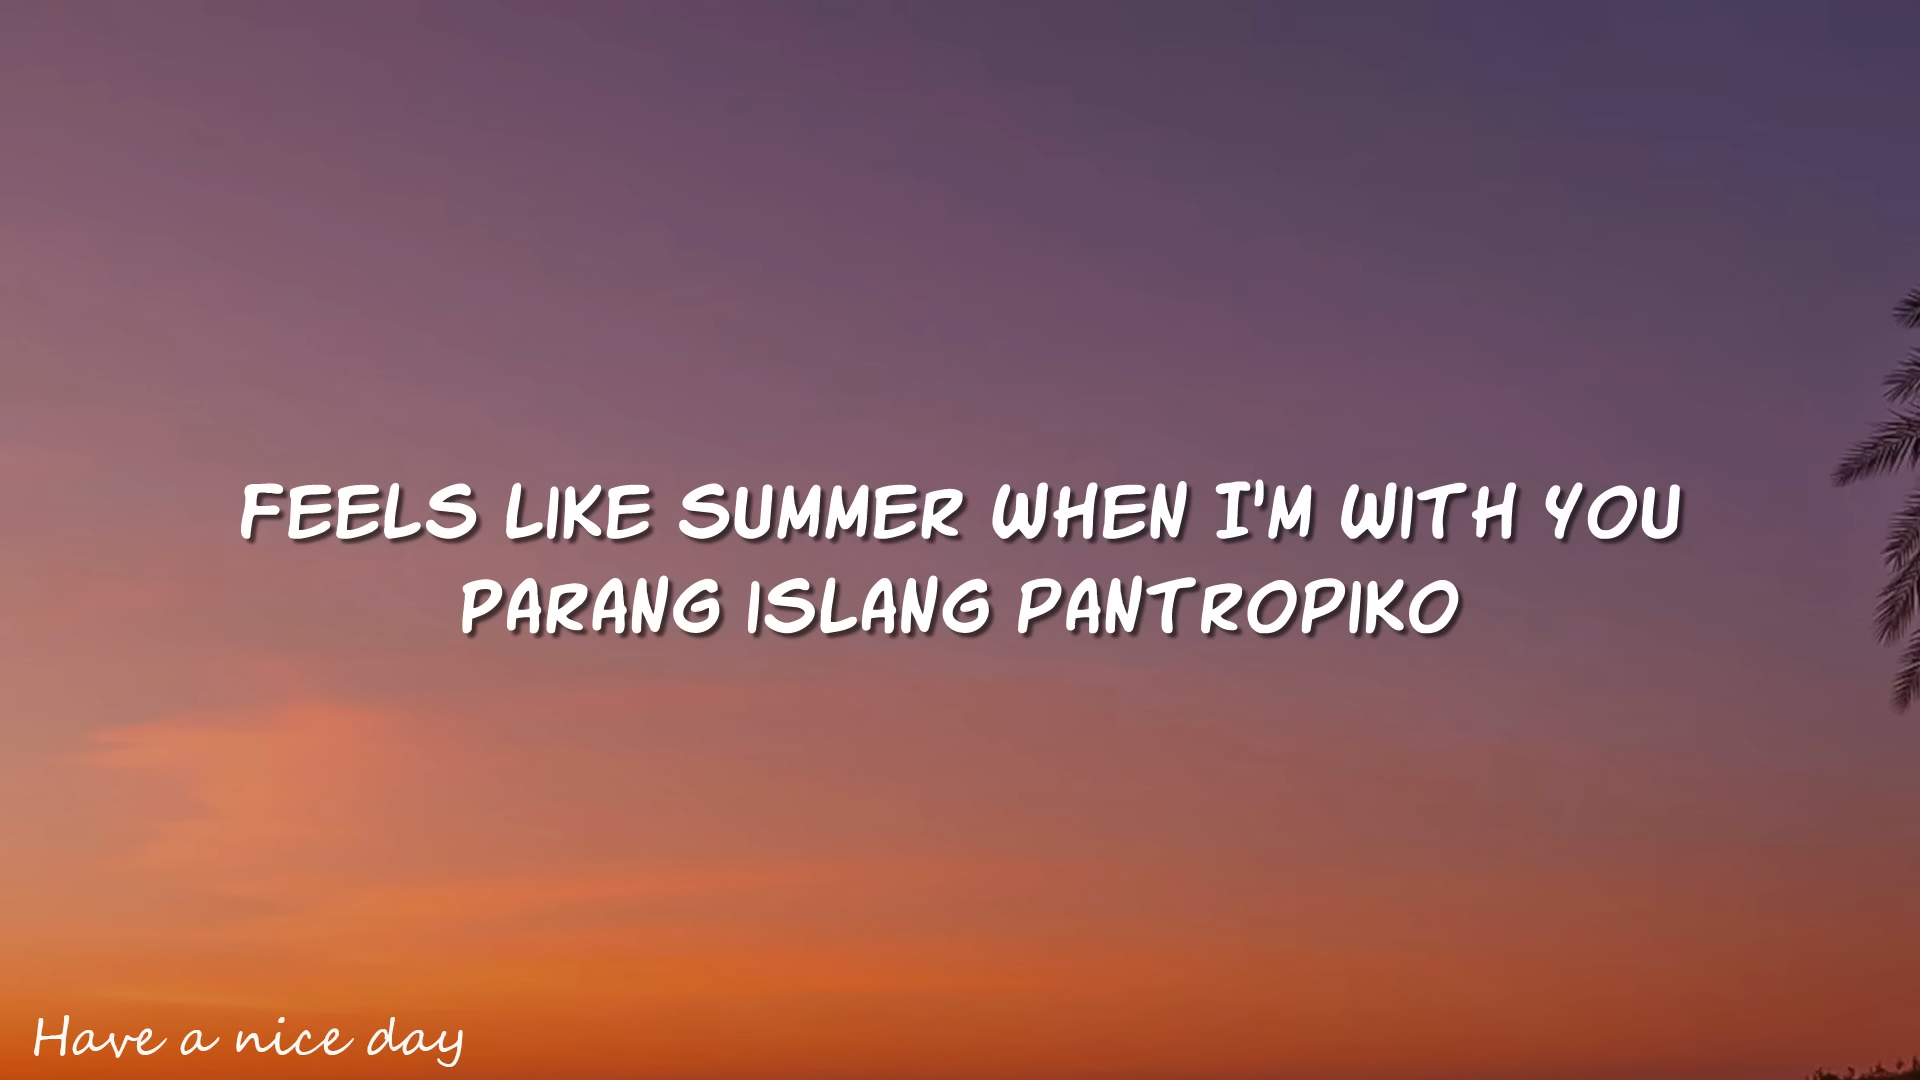 FEELS LIKE SUMMER WHEN I'M WITH YOU
PARANG ISLANG PANTROPIKO
Have a nice day